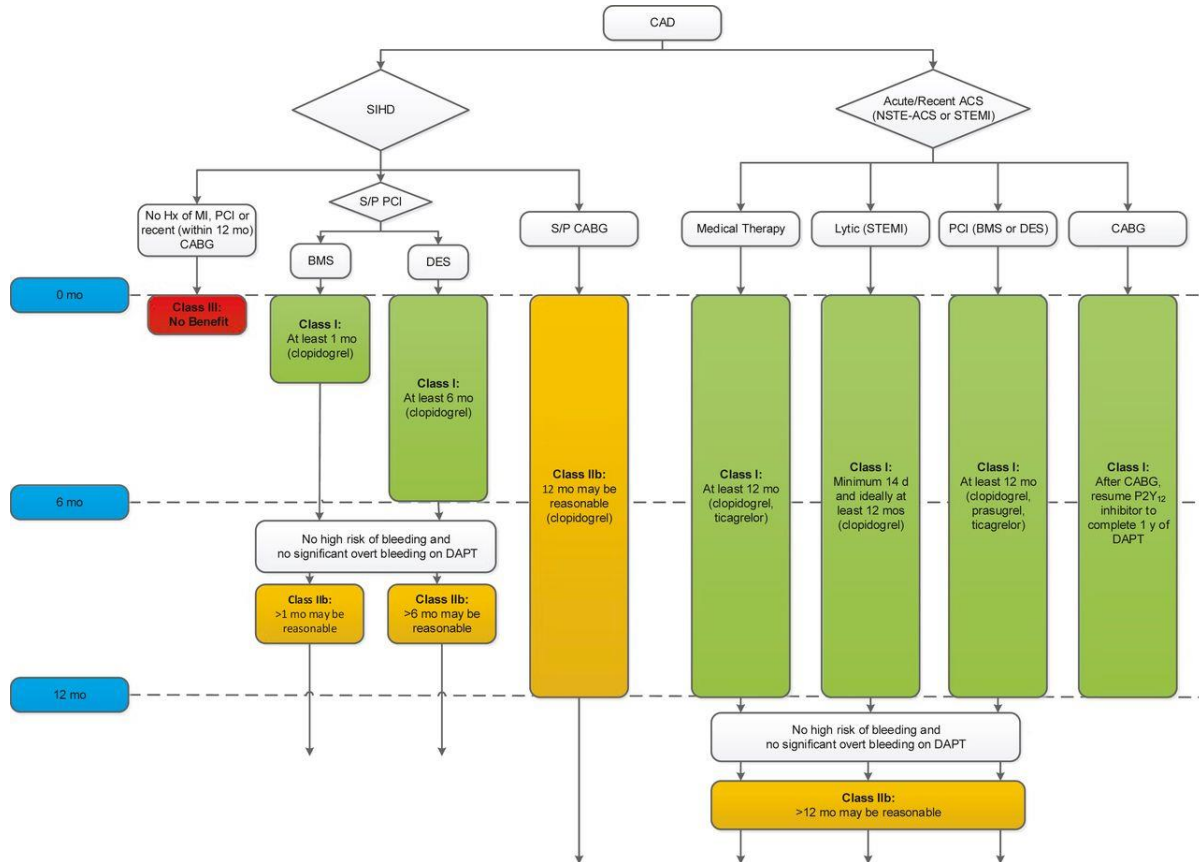 CAD
SIHD
Acute/Recent ACS
(NSTE-ACS or STEMI)
No Hx of MI, PCI or
recent (within 12 mo)
CABG
S/P PCI
S/P CABG
Medical Therapy
Lytic (STEMI)
PCI (BMS or DES)
CABG
BMS
DES
0 mo
Class III:
No Benefit
Class I:
At least 1 mo
(clopidogrel)
Class I:
At least 6 mo
(clopidogrel)
Class IIb:
12 mo may be
reasonable
(clopidogrel)
Class I:
At least 12 mo
(clopidogrel,
ticagrelor)
Class I:
Minimum 14 d
and ideally at
least 12 mos
(clopidogrel)
Class I:
At least 12 mo
(clopidogrel,
prasugrel,
ticagrelor)
Class I:
After CABG,
resume P2Y₁₂
inhibitor to
complete 1 y of
DAPT
6 mo
No high risk of bleeding and
no significant overt bleeding on DAPT
Class IIb:
>1 mo may be
reasonable
Class IIb:
>6 mo may be
reasonable
12 mo
No high risk of bleeding and
no significant overt bleeding on DAPT
Class IIb:
>12 mo may be reasonable